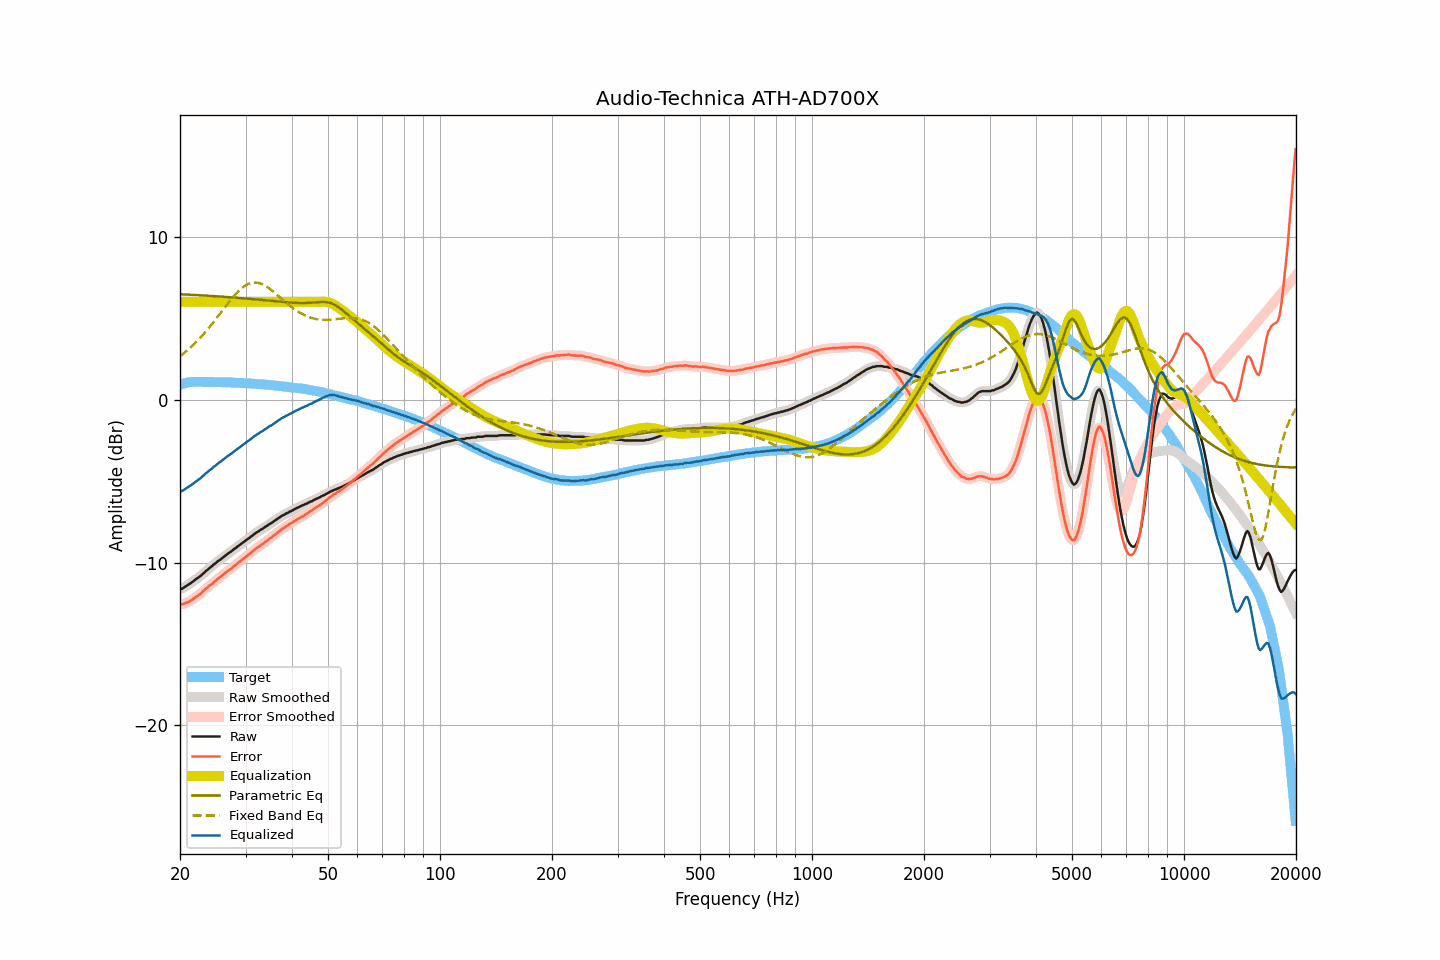 Audio-Technica ATH-AD700X
10
0
−10
−20
Amplitude (dBr)
Target
Raw Smoothed
Error Smoothed
Raw
Error
Equalization
Parametric Eq
Fixed Band Eq
Equalized
20 50 100 200 500 1000 2000 5000 10000 20000
Frequency (Hz)